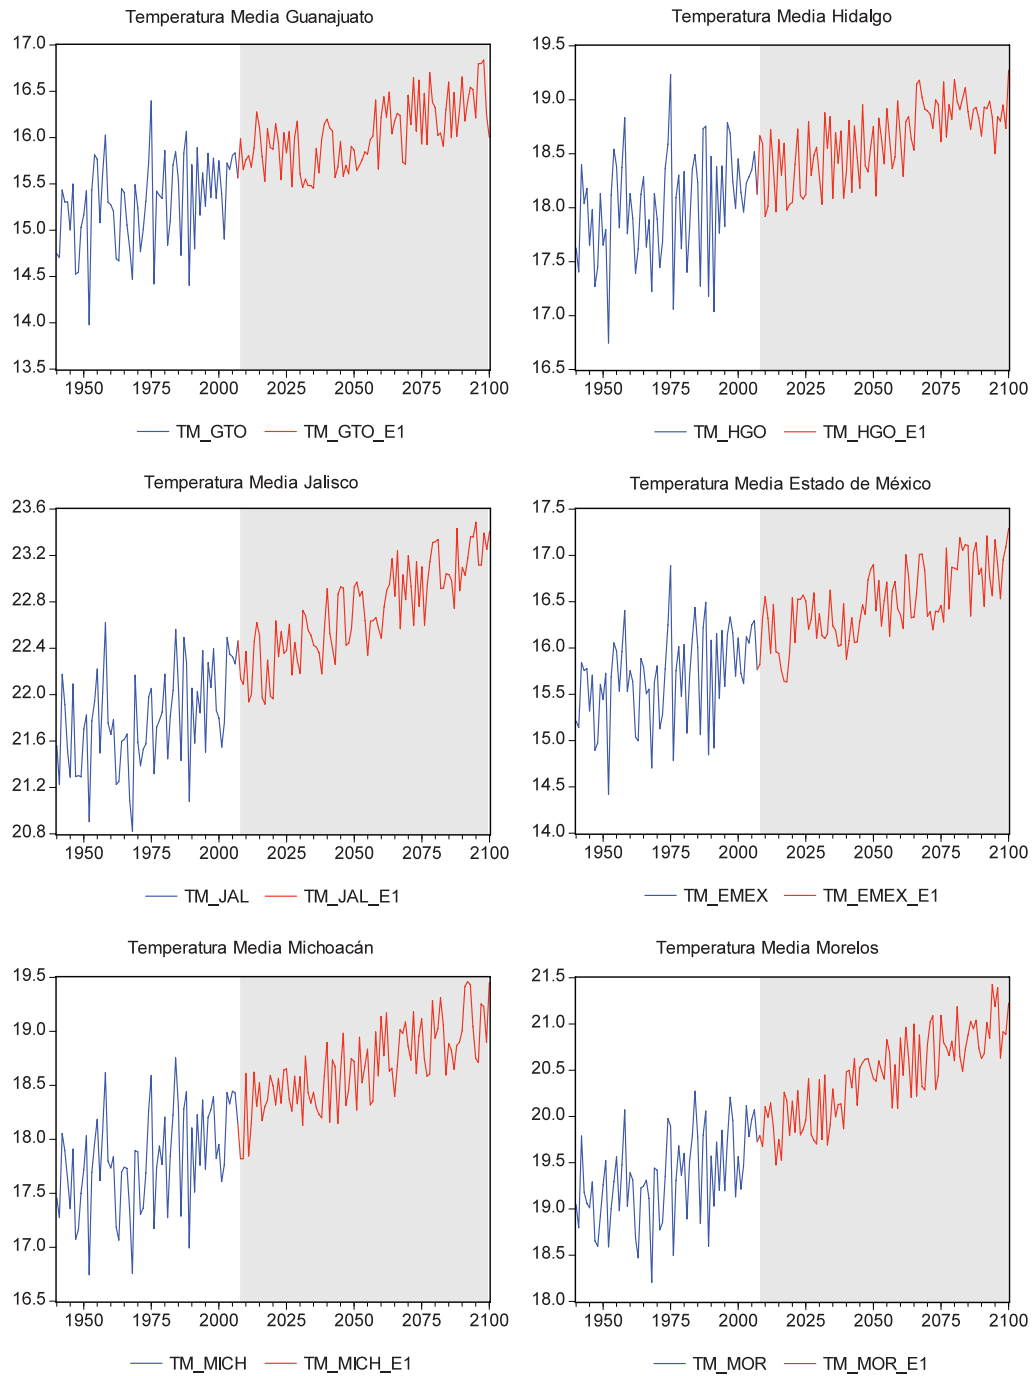 Temperatura Media Guanajuato
17.0
16.5
16.0
15.5
15.0
14.5
14.0
13.5
1950 1975 2000 2025 2050 2075 2100
TM_GTO TM_GTO_E1
Temperatura Media Hidalgo
19.5
19.0
18.5
18.0
17.5
17.0
16.5
1950 1975 2000 2025 2050 2075 2100
TM_HGO TM_HGO_E1
Temperatura Media Jalisco
23.6
23.2
22.8
22.4
22.0
21.6
21.2
20.8
1950 1975 2000 2025 2050 2075 2100
TM_JAL TM_JAL_E1
Temperatura Media Estado de México
17.5
17.0
16.5
16.0
15.5
15.0
14.5
14.0
1950 1975 2000 2025 2050 2075 2100
TM_EMEX TM_EMEX_E1
Temperatura Media Michoacán
19.5
19.0
18.5
18.0
17.5
17.0
16.5
1950 1975 2000 2025 2050 2075 2100
TM_MICH TM_MICH_E1
Temperatura Media Morelos
21.5
21.0
20.5
20.0
19.5
19.0
18.5
18.0
1950 1975 2000 2025 2050 2075 2100
TM_MOR TM_MOR_E1